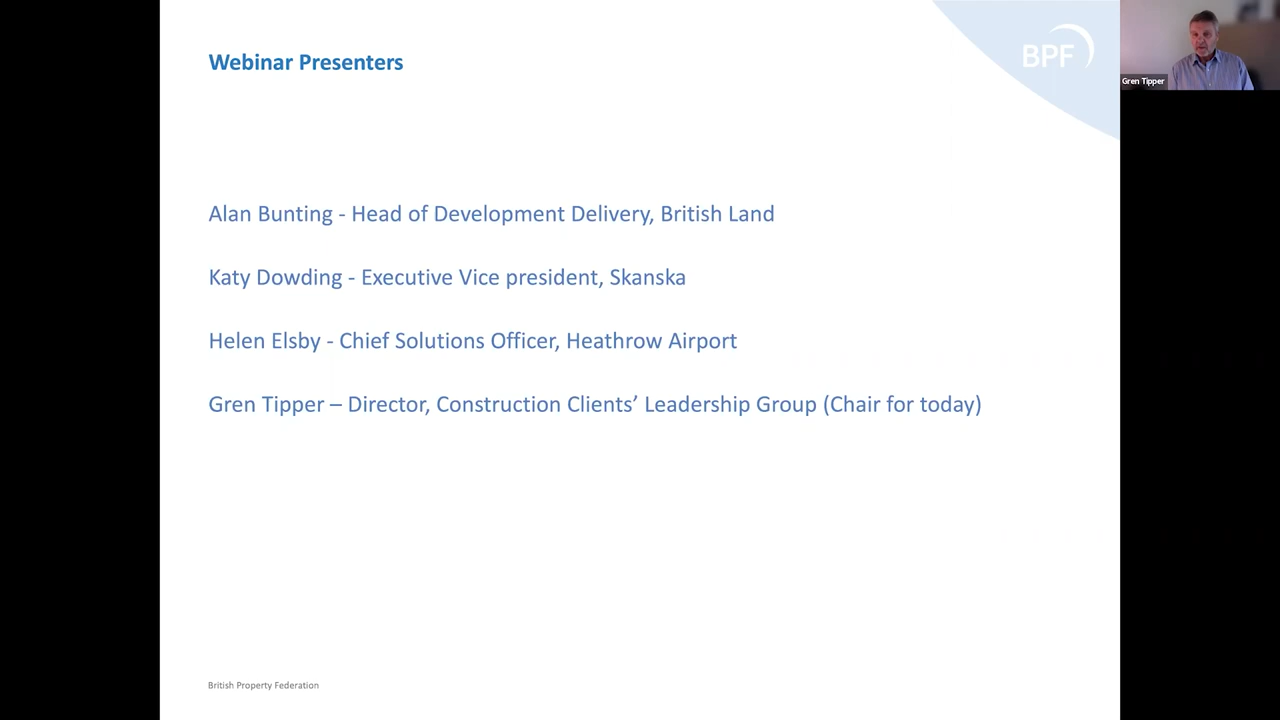 Webinar Presenters
BPF
Gren Tipper
Alan Bunting - Head of Development Delivery, British Land
Katy Dowding - Executive Vice president, Skanska
Helen Elsby - Chief Solutions Officer, Heathrow Airport
Gren Tipper – Director, Construction Clients’ Leadership Group (Chair for today)
British Property Federation